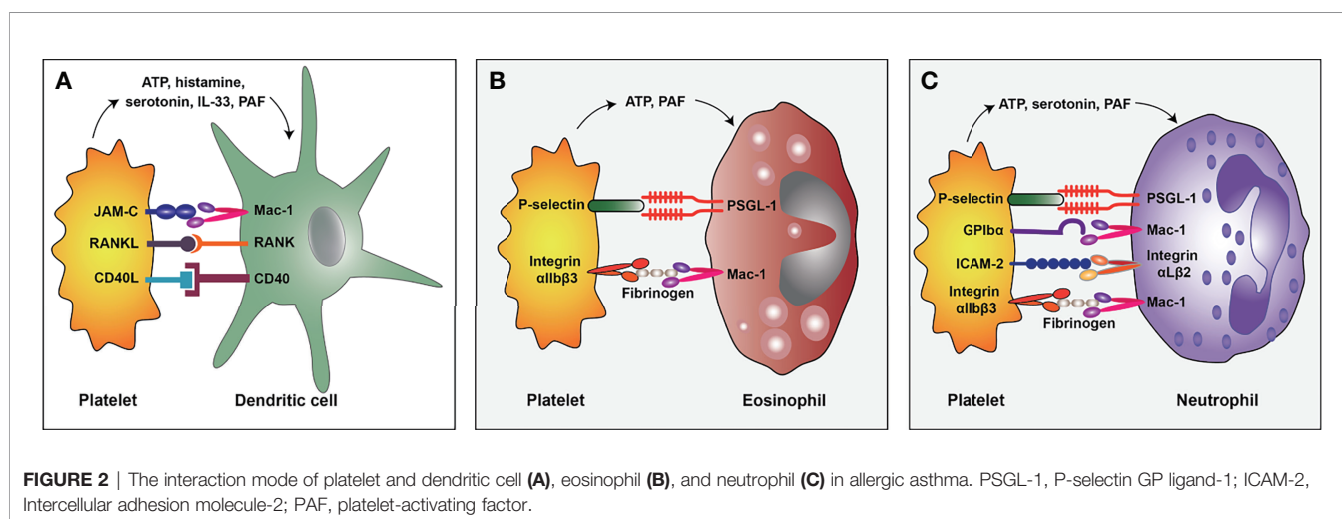 A
ATP, histamine,
serotonin, IL-33, PAF
JAM-C
Mac-1
RANKL
RANK
CD40L
CD40
Platelet
Dendritic cell
B
ATP, PAF
P-selectin
PSGL-1
Integrin
αIIbβ3
Mac-1
Fibrinogen
Platelet
Eosinophil
C
ATP, serotonin, PAF
P-selectin
PSGL-1
GPIbα
Mac-1
ICAM-2
Integrin
αLβ2
Integrin
αIbβ3
Mac-1
Fibrinogen
Platelet
Neutrophil
FIGURE 2 | The interaction mode of platelet and dendritic cell (A), eosinophil (B), and neutrophil (C) in allergic asthma. PSGL-1, P-selectin GP ligand-1; ICAM-2,
Intercellular adhesion molecule-2; PAF, platelet-activating factor.